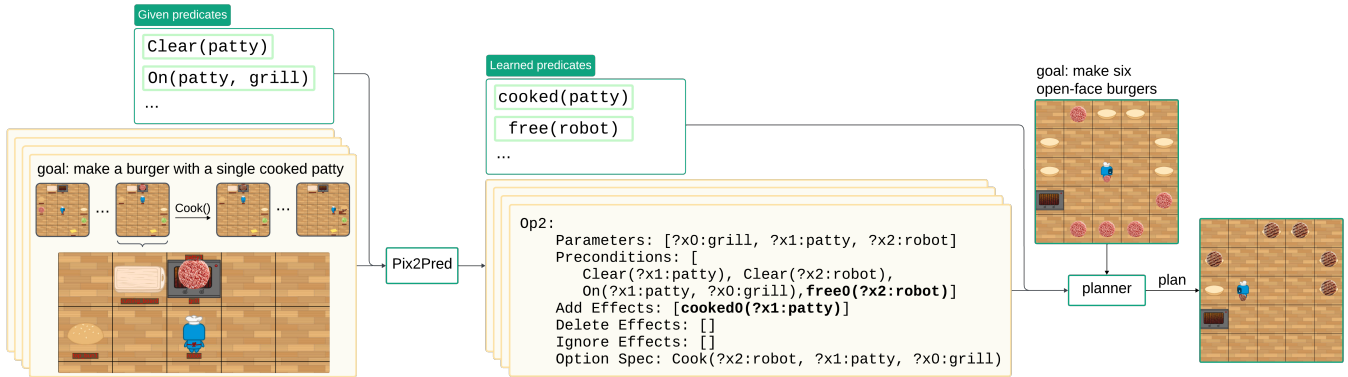 Given predicates
Clear(patty)
On(patty, grill)
...
goal: make a burger with a single cooked patty
...
Cook()
...
Pix2Pred
Learned predicates
cooked(patty)
free(robot)
...
Op2:
Parameters: [?x0:grill, ?x1:patty, ?x2:robot]
Preconditions: [
Clear(?x1:patty), Clear(?x2:robot),
On(?x1:patty, ?x0:grill),free0(?x2:robot)]
Add Effects: [cooked0(?x1:patty)]
Delete Effects: []
Ignore Effects: []
Option Spec: Cook(?x2:robot, ?x1:patty, ?x0:grill)
goal: make six
open-face burgers
planner
plan